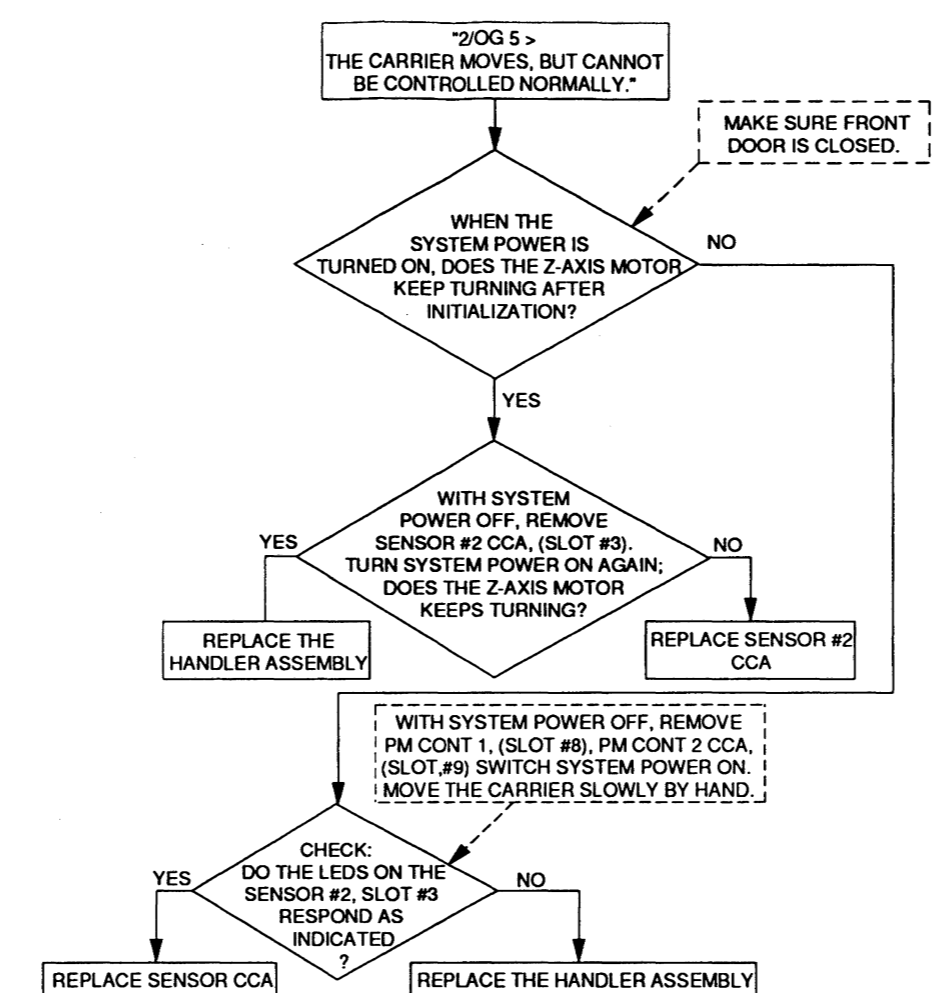 "2/OG 5 >
THE CARRIER MOVES, BUT CANNOT
BE CONTROLLED NORMALLY."
MAKE SURE FRONT
DOOR IS CLOSED.
WHEN THE
SYSTEM POWER IS
TURNED ON, DOES THE Z-AXIS MOTOR
KEEP TURNING AFTER
INITIALIZATION?
NO
YES
WITH SYSTEM
POWER OFF, REMOVE
SENSOR #2 CCA, (SLOT #3).
TURN SYSTEM POWER ON AGAIN;
DOES THE Z-AXIS MOTOR
KEEPS TURNING?
YES
NO
REPLACE THE
HANDLER ASSEMBLY
REPLACE SENSOR #2
CCA
WITH SYSTEM POWER OFF, REMOVE
PM CONT 1, (SLOT #8), PM CONT 2 CCA,
(SLOT,#9) SWITCH SYSTEM POWER ON.
MOVE THE CARRIER SLOWLY BY HAND.
CHECK:
DO THE LEDS ON THE
SENSOR #2, SLOT #3
RESPOND AS
INDICATED
?
YES
NO
REPLACE SENSOR CCA
REPLACE THE HANDLER ASSEMBLY